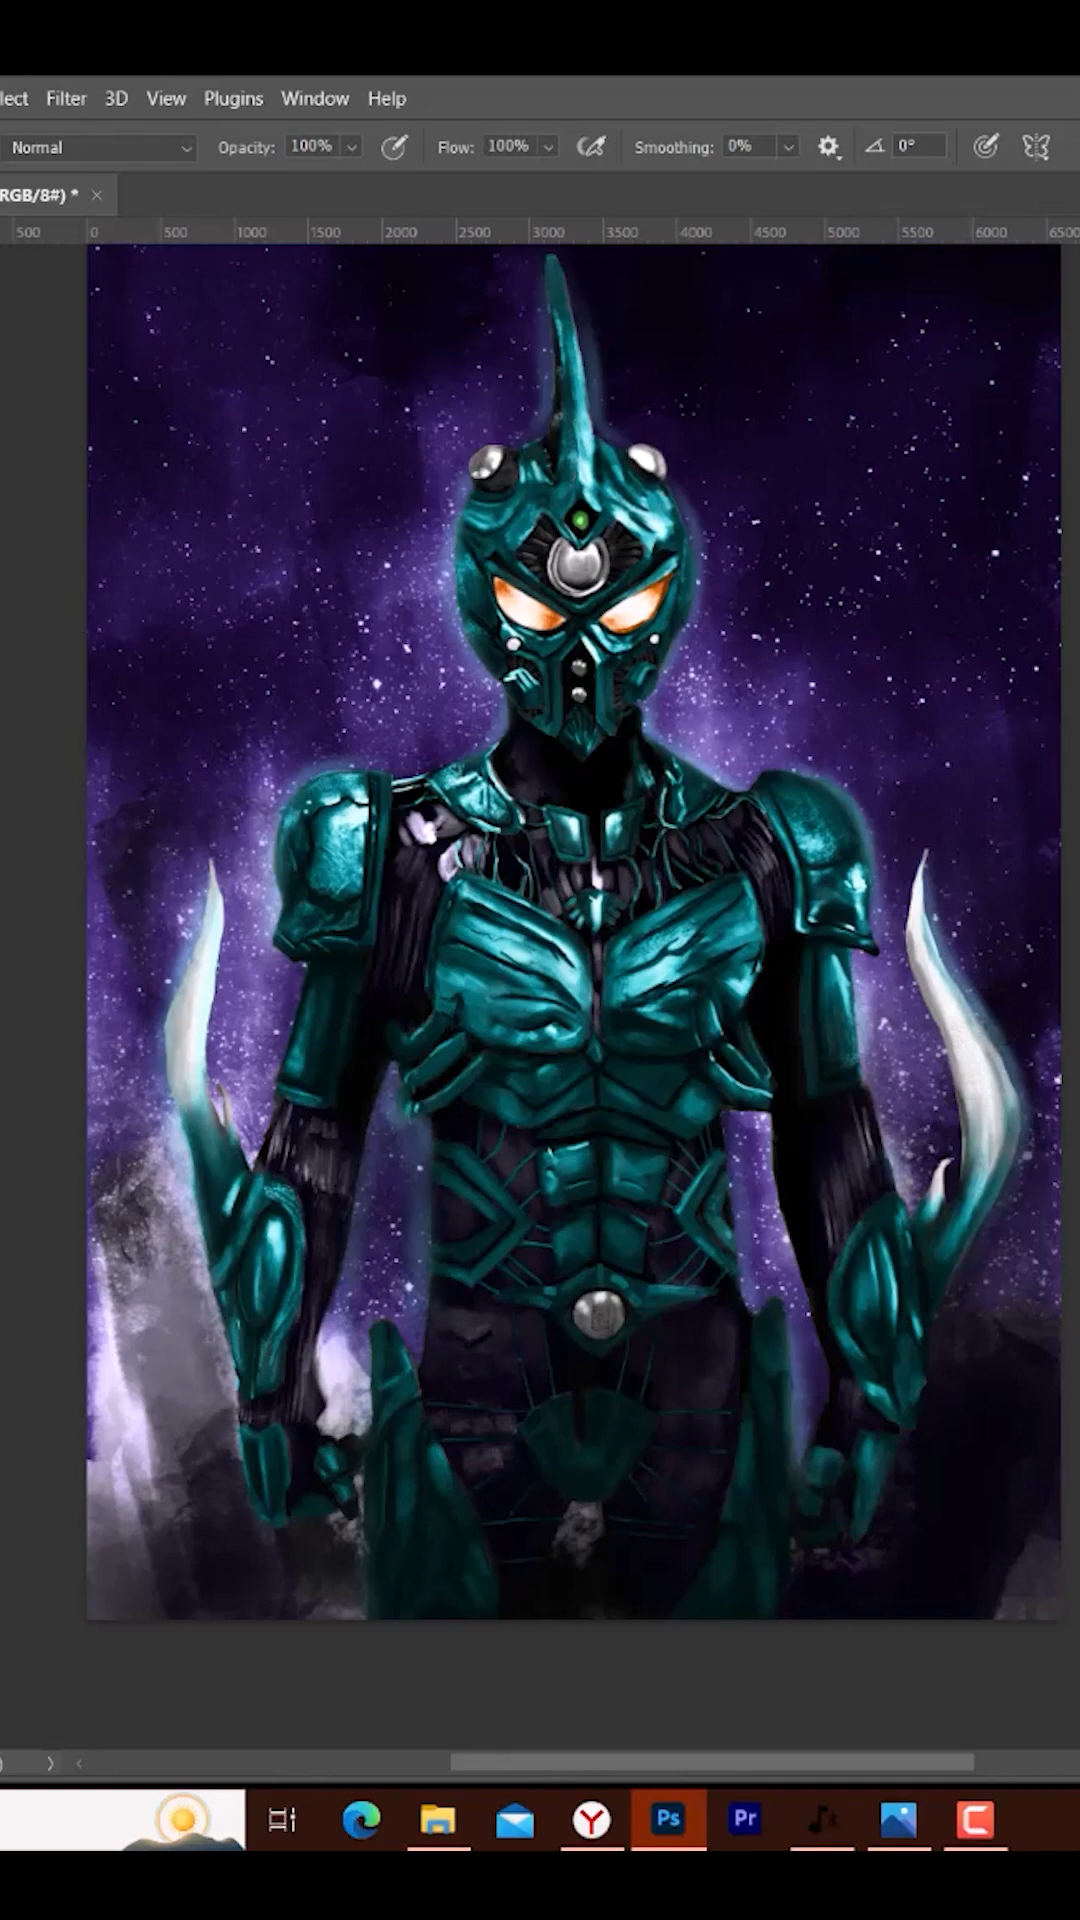 lect Filter 3D View Plugins Window Help
Normal Opacity: 100% Flow: 100% Smoothing: 0% 0°
RGB/8#) * ×
500 0 500 1000 1500 2000 2500 3000 3500 4000 4500 5000 5500 6000 6500
Ps Pr